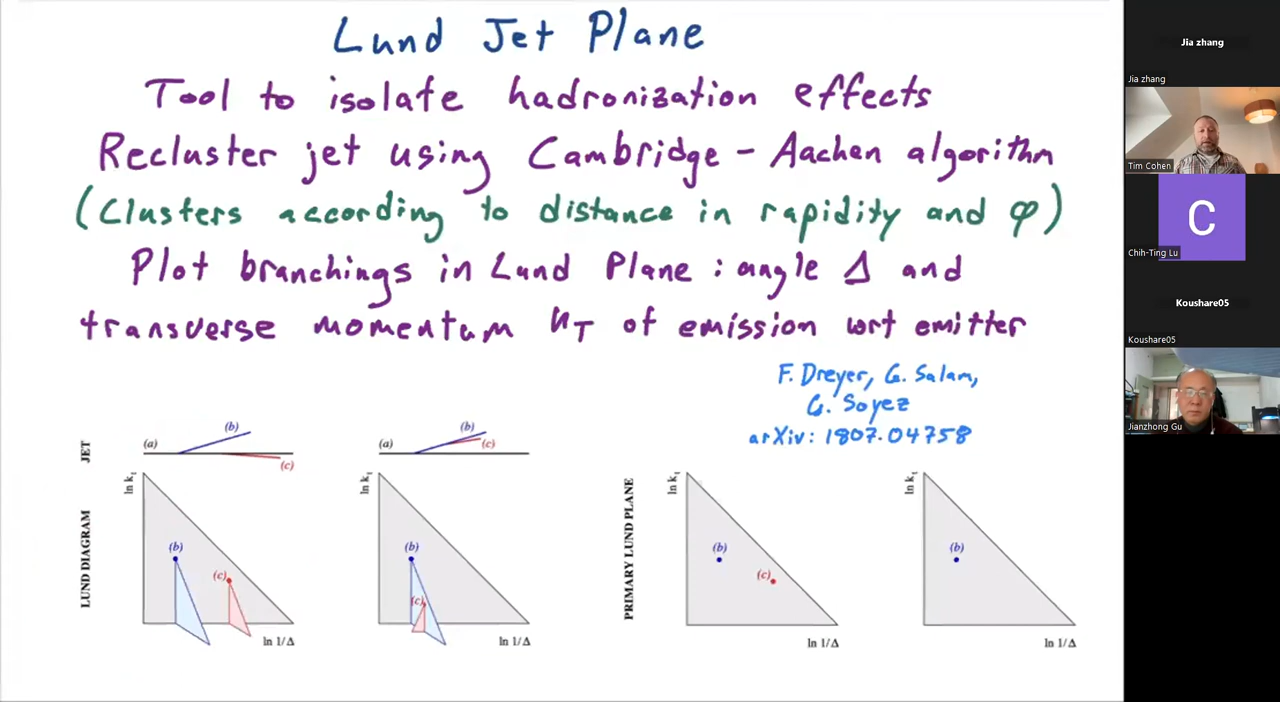 Lund Jet Plane
Tool to isolate hadronization effects
Recluster jet using Cambridge-Aachen algorithm
(Clusters according to distance in rapidity and φ)
Plot branchings in Lund Plane: angle Δ and
transverse momentum kT of emission wrt emitter
F. Dreyer, G. Salam,
G. Soyez
arXiv: 1807.04758
JET
(a)
(b)
(c)
(a)
(b)
(c)
LUND DIAGRAM
ln kt
(b)
(c)
ln 1/Δ
ln kt
(b)
(c)
ln 1/Δ
PRIMARY LUND PLANE
ln kt
(b)
(c)
ln 1/Δ
ln kt
(b)
ln 1/Δ
Jia zhang
Jia zhang
Tim Cohen
C
Chih-Ting Lu
Koushare05
Koushare05
Jianzhong Gu